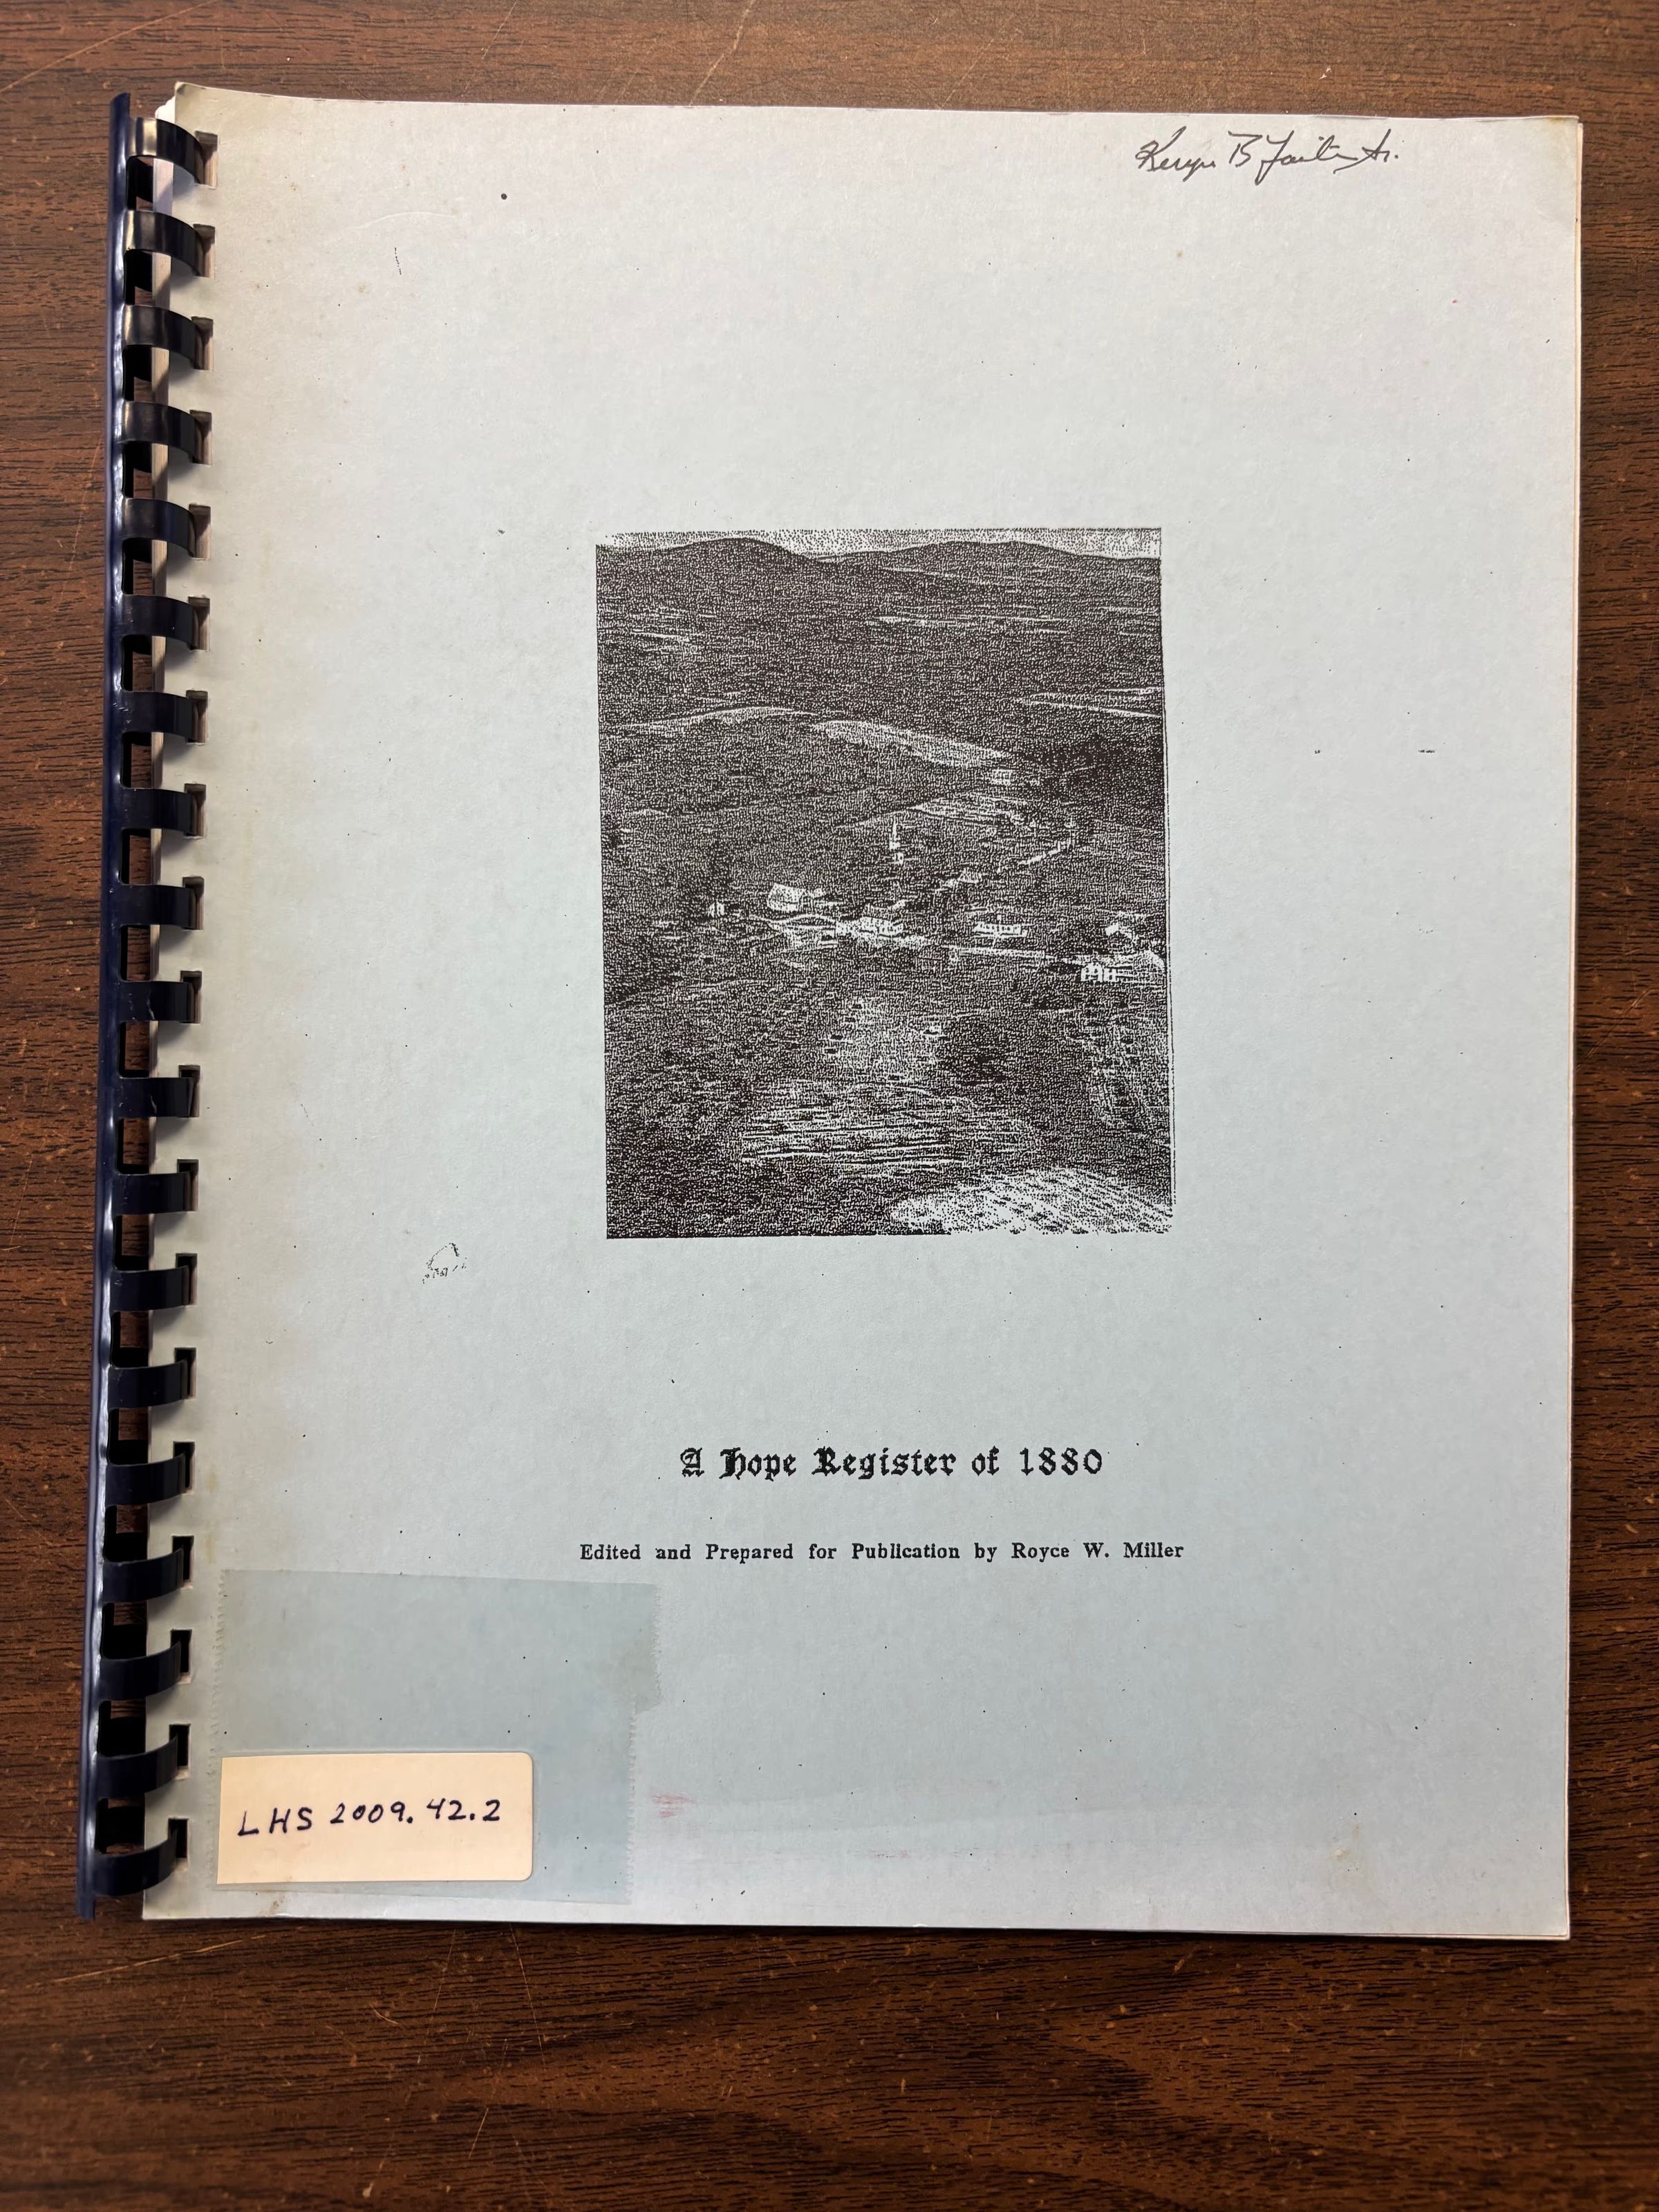 B
A Hope Register of 1880
Edited and Prepared for Publication by Royce W. Miller
LHS 2009.42.2